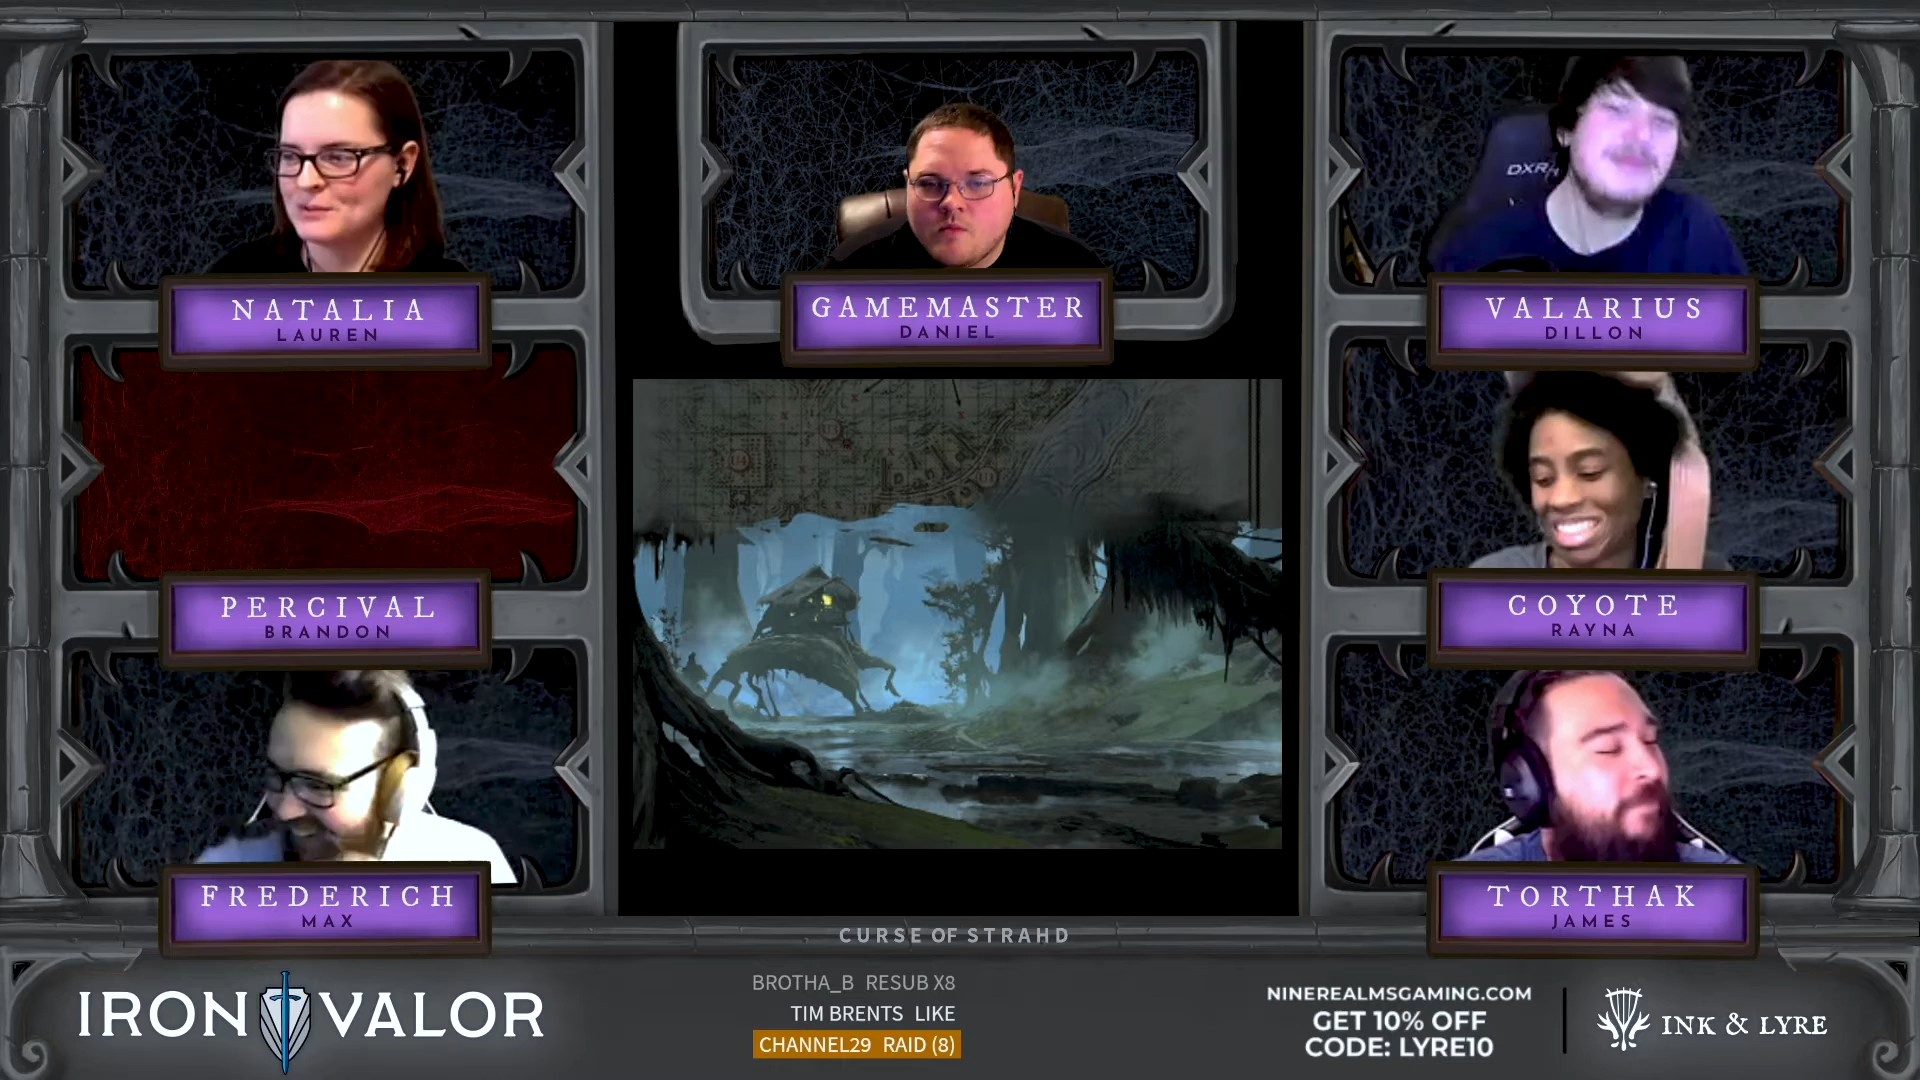 NATALIA
LAUREN
GAMEMASTER
DANIEL
DXR
VALARIUS
DILLON
PERCIVAL
BRANDON
COYOTE
RAYNA
FREDERICH
MAX
TORTHAK
JAMES
CURSE OF STRAHD
IRON VALOR
BROTHA_B RESUB X8
TIM BRENTS LIKE
CHANNEL29 RAID (8)
NINEREALMSGAMING.COM
GET 10% OFF
CODE: LYRE10
INK & LYRE